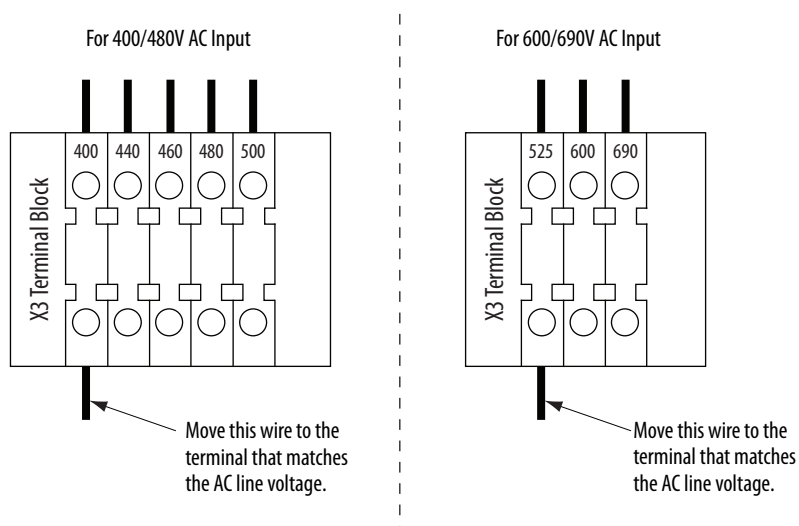 For 400/480V AC Input
400 440 460 480 500
X3 Terminal Block
Move this wire to the
terminal that matches
the AC line voltage.
For 600/690V AC Input
525 600 690
X3 Terminal Block
Move this wire to the
terminal that matches
the AC line voltage.